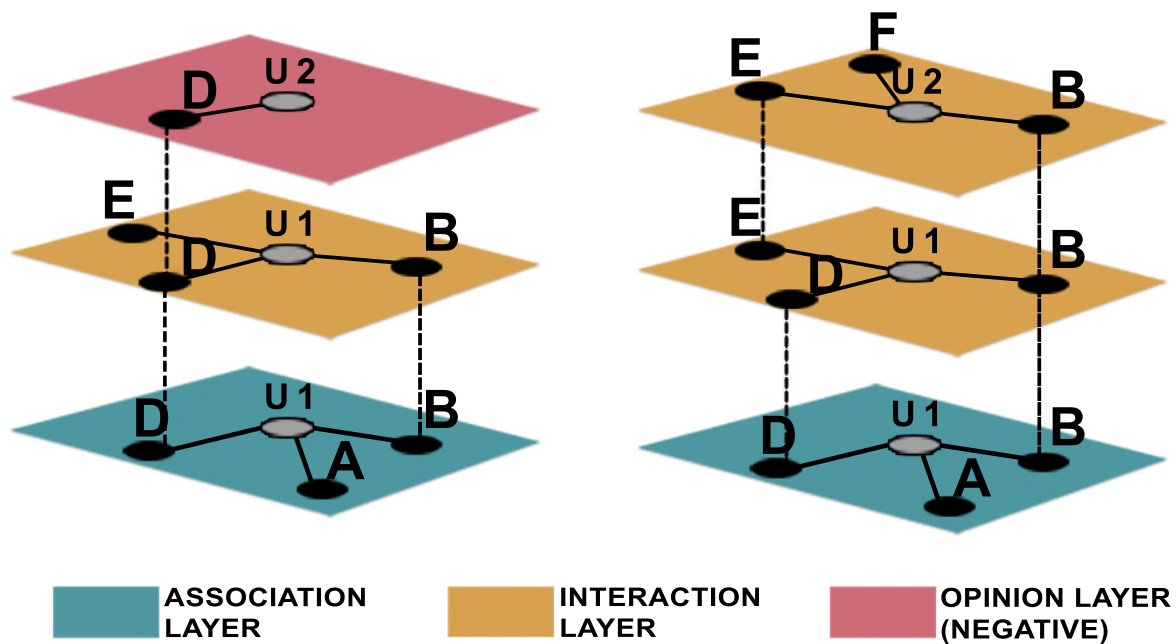 U 2
D
E
U 1
B
D
D
U 1
B
A
F
E
U 2
B
E
U 1
B
D
D
U 1
B
A
ASSOCIATION
LAYER
INTERACTION
LAYER
OPINION LAYER
(NEGATIVE)